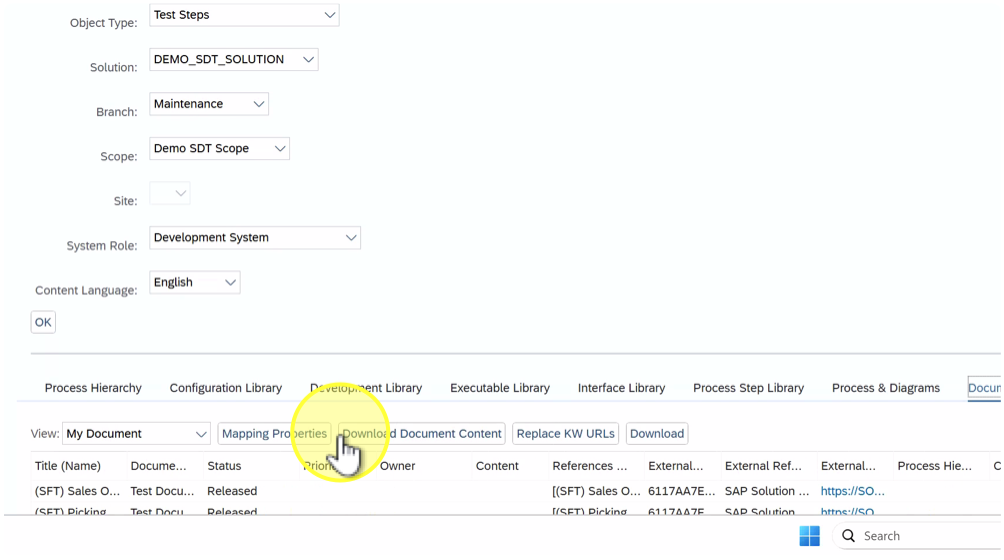 Object Type: Test Steps
Solution: DEMO_SDT_SOLUTION
Branch: Maintenance
Scope: Demo SDT Scope
Site:
System Role: Development System
Content Language: English
OK
Process Hierarchy Configuration Library Development Library Executable Library Interface Library Process Step Library Process & Diagrams Docum
View: My Document Mapping Properties Download Document Content Replace KW URLs Download
Title (Name) Docume... Status Priori Owner Content References ... External... External Ref... External... Process Hie... C
(SFT) Sales O... Test Docu... Released [(SFT) Sales O... 6117AA7E... SAP Solution ... https://SO...
(SFT) Picking Test Docu Released [(SFT) Picking 6117AA7E SAP Solution https://SO
Search